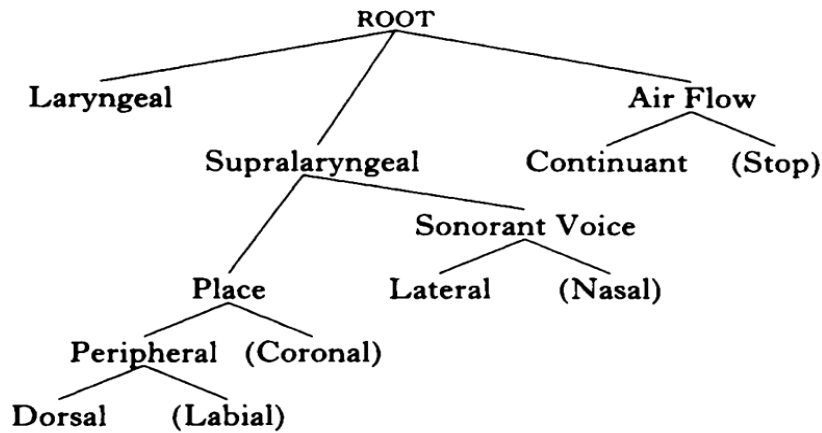 ROOT
Laryngeal
Air Flow
Supralaryngeal
Continuant (Stop)
Sonorant Voice
Place
Lateral (Nasal)
Peripheral (Coronal)
Dorsal (Labial)